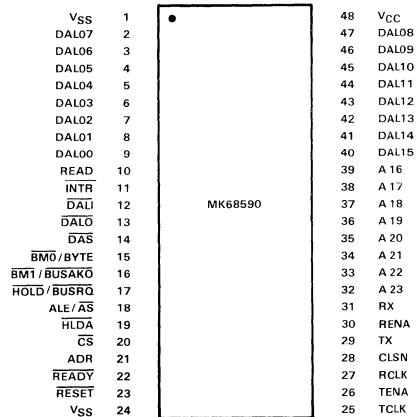 VSS 1 48 VCC
DAL07 2 47 DAL08
DAL06 3 46 DAL09
DAL05 4 45 DAL10
DAL04 5 44 DAL11
DAL03 6 43 DAL12
DAL02 7 42 DAL13
DAL01 8 41 DAL14
DAL00 9 40 DAL15
READ 10 39 A 16
INTR 11 38 A 17
DALI 12 MK68590 37 A 18
DALO 13 36 A 19
DAS 14 35 A 20
BM0/BYTE 15 34 A 21
BM1/BUSAKO 16 33 A 22
HOLD/BUSRQ 17 32 A 23
ALE/AS 18 31 RX
HLDA 19 30 RENA
CS 20 29 TX
ADR 21 28 CLSN
READY 22 27 RCLK
RESET 23 26 TENA
VSS 24 25 TCLK